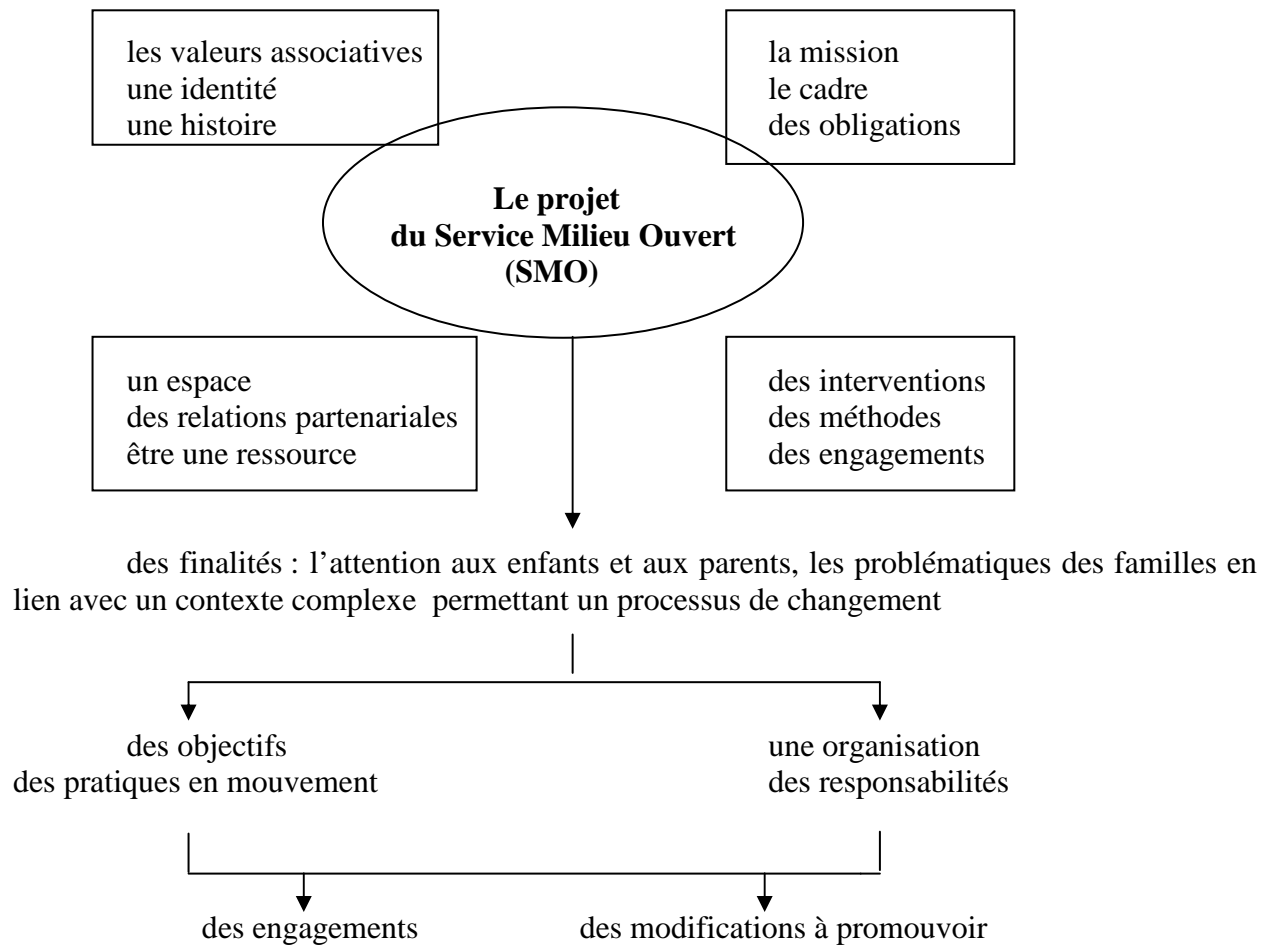 les valeurs associatives
une identité
une histoire
la mission
le cadre
des obligations
Le projet
du Service Milieu Ouvert
(SMO)
un espace
des relations partenariales
être une ressource
des interventions
des méthodes
des engagements
des finalités : l’attention aux enfants et aux parents, les problématiques des familles en
lien avec un contexte complexe permettant un processus de changement
des objectifs
des pratiques en mouvement
une organisation
des responsabilités
des engagements
des modifications à promouvoir